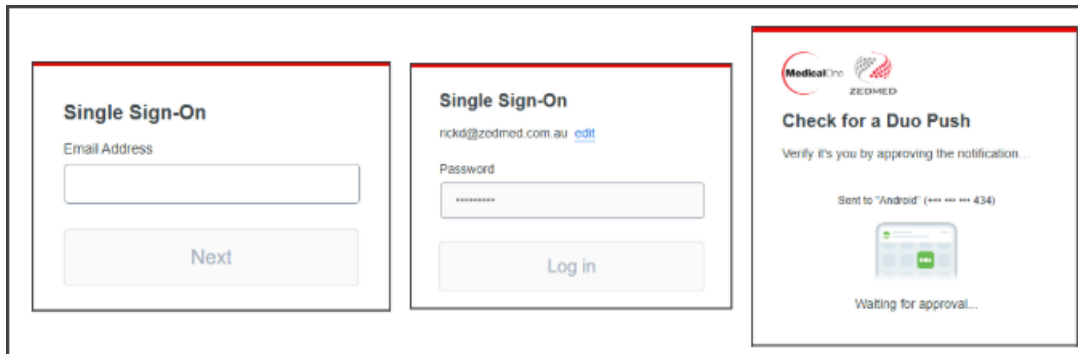 Single Sign-On
Email Address
Next
Single Sign-On
rickd@zedmed.com.au edit
Password
Log in
MedicalOne
ZEDMED
Check for a Duo Push
Verify it's you by approving the notification...
Sent to "Android" (••• ••• ••• 434)
Waiting for approval...